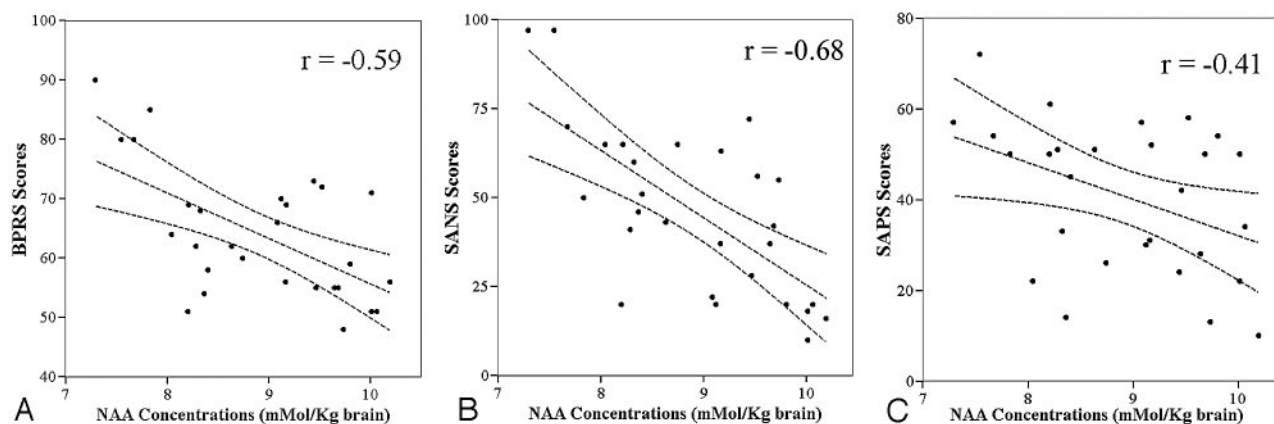 100
90
80
70
60
50
40
BPRS Scores
r = -0.59
7 8 9 10
NAA Concentrations (mMol/Kg brain)
A
100
75
50
25
0
SANS Scores
r = -0.68
7 8 9 10
NAA Concentrations (mMol/Kg brain)
B
80
60
40
20
0
SAPS Scores
r = -0.41
7 8 9 10
NAA Concentrations (mMol/Kg brain)
C